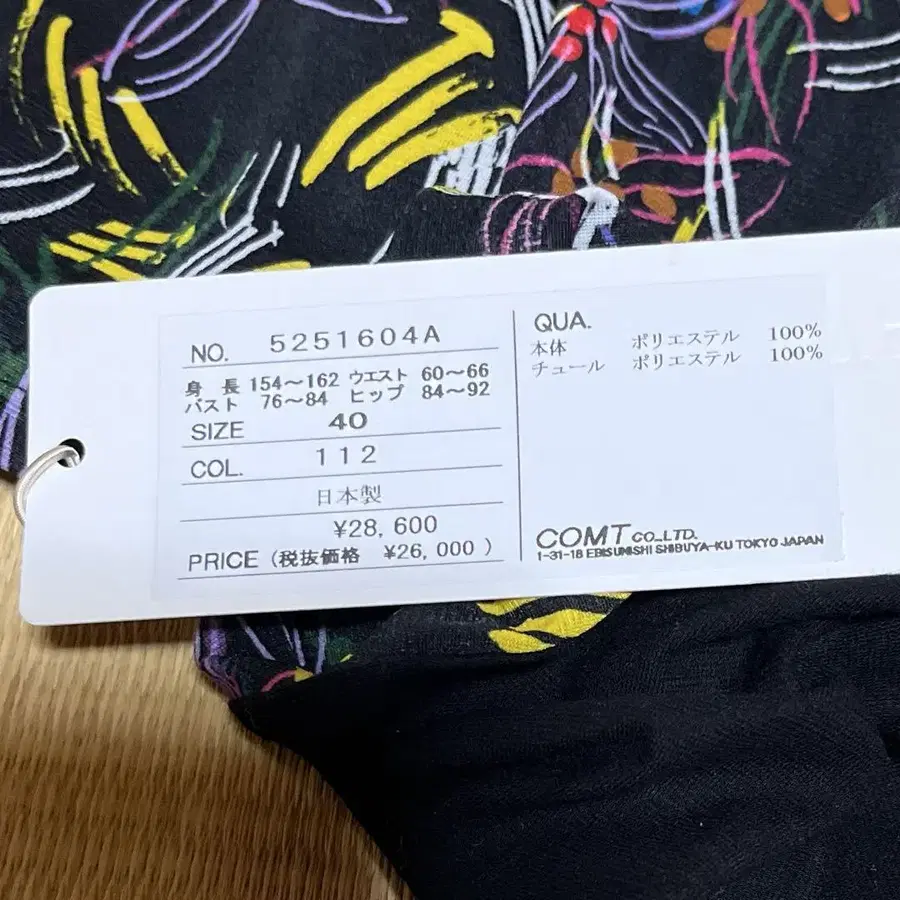 NO. 5251604A
身 長 154～162 ウエスト 60～66
バスト 76～84 ヒップ 84～92
SIZE 40
COL. 112
日本製
¥28,600
PRICE (税抜価格 ¥26,000 )
QUA.
本体 ポリエステル 100%
チュール ポリエステル 100%
COMT CO.,LTD.
1-31-18 EBISUNISHI SHIBUYA-KU TOKYO JAPAN